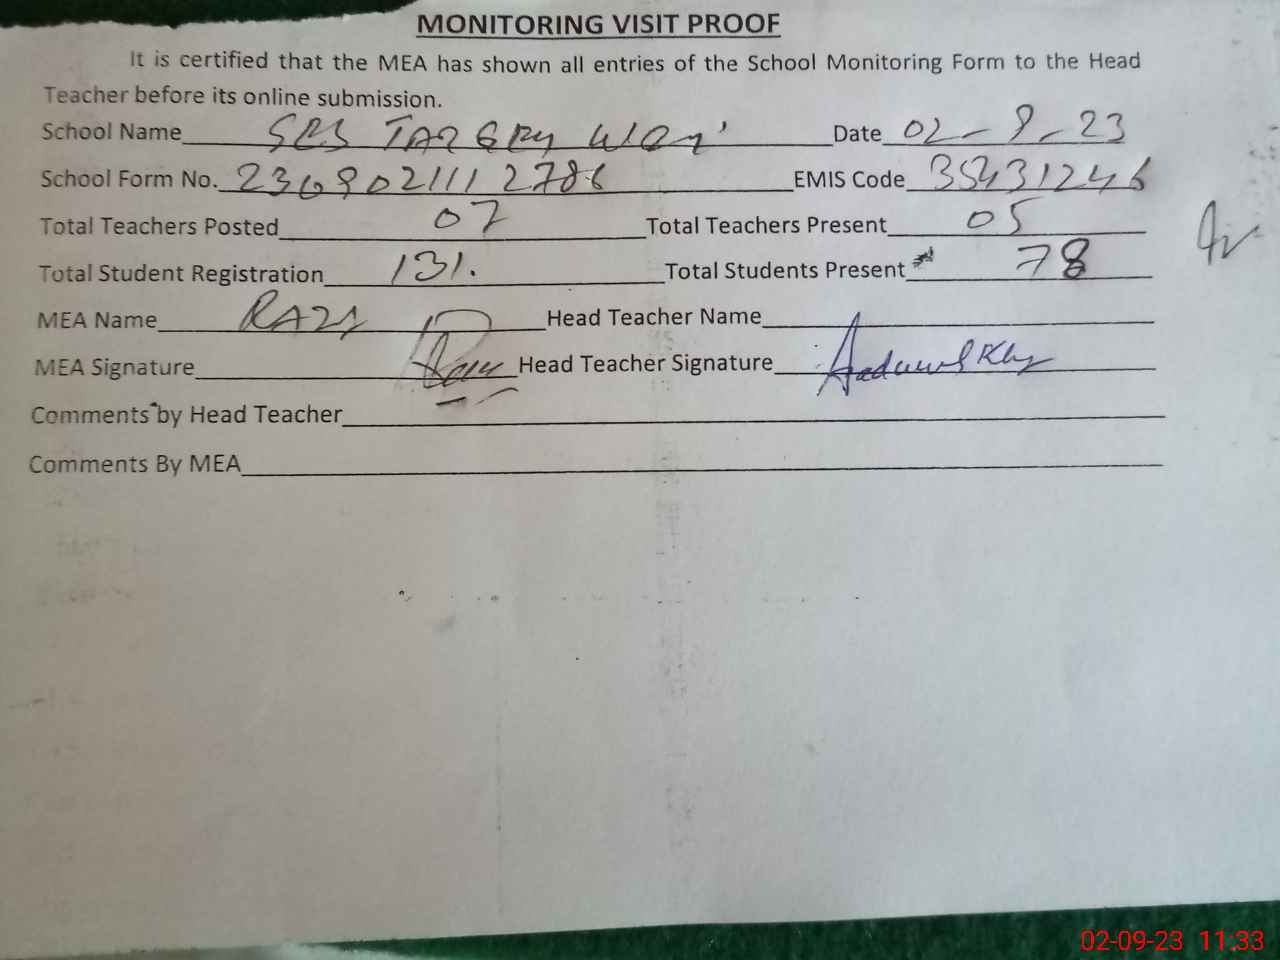 MONITORING VISIT PROOF
It is certified that the MEA has shown all entries of the School Monitoring Form to the Head
Teacher before its online submission.
School Name Date 02-9-23
School Form No. 2309021112786 EMIS Code 35431246
Total Teachers Posted 07 Total Teachers Present 05
Total Student Registration 131. Total Students Present 78
MEA Name Head Teacher Name
MEA Signature Head Teacher Signature
Comments by Head Teacher
Comments By MEA
02-09-23 11:33